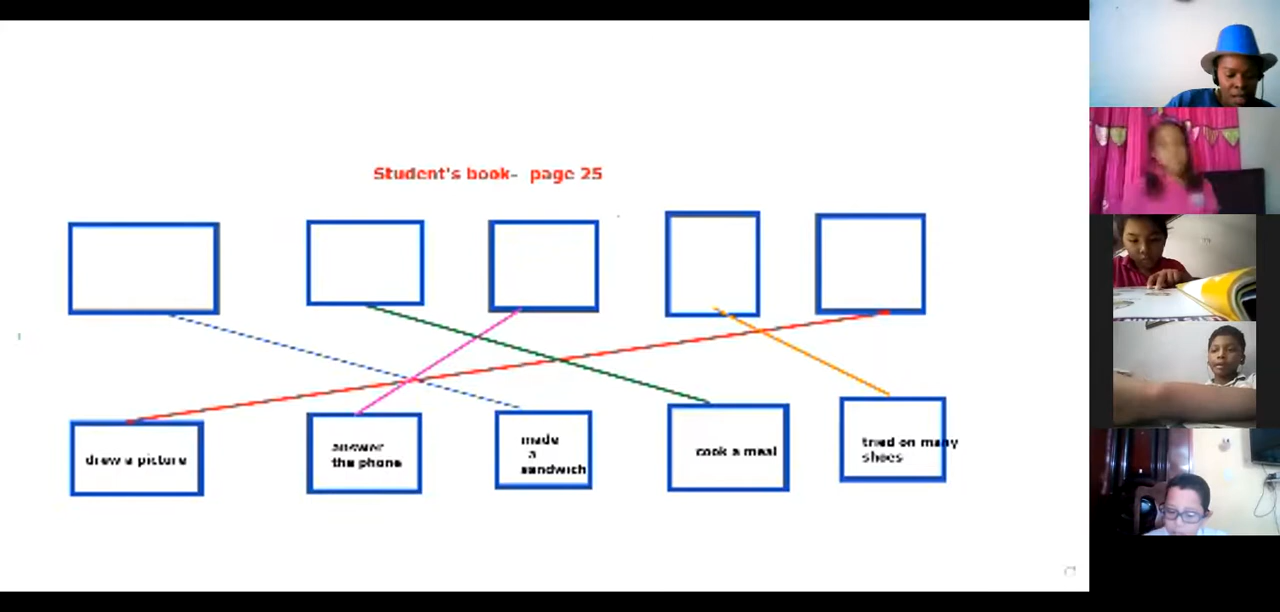 Student's book- page 25
drew a picture
answer
the phone
made
a
sandwich
cook a meal
tried on many
shoes